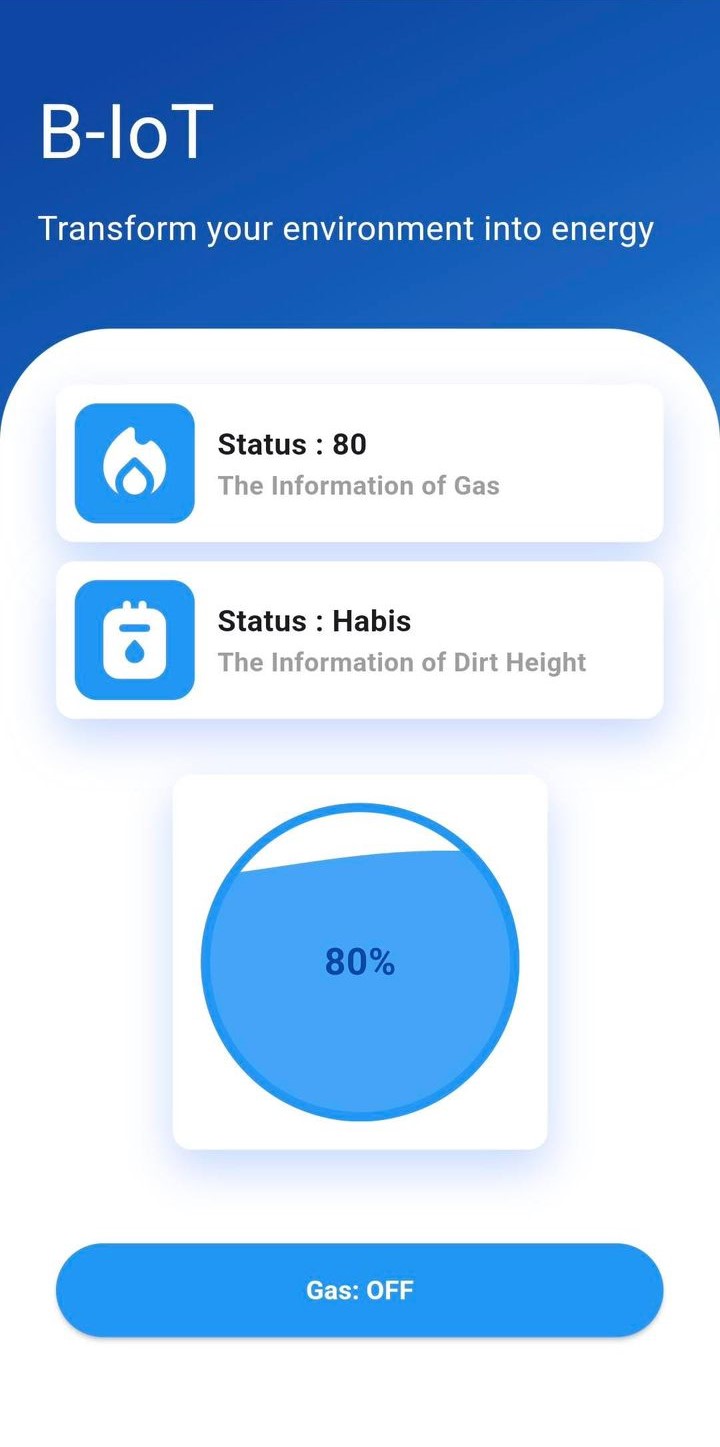 B-IoT
Transform your environment into energy
Status : 80
The Information of Gas
Status : Habis
The Information of Dirt Height
80%
Gas: OFF